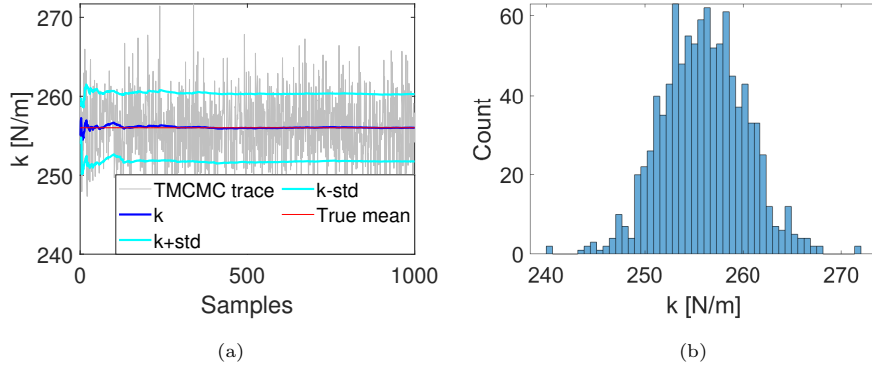 270
260
250
240
k [N/m]
TMCMC trace
k
k+std
k-std
True mean
0
500
1000
Samples
(a)
60
40
20
0
Count
240
250
260
270
k [N/m]
(b)